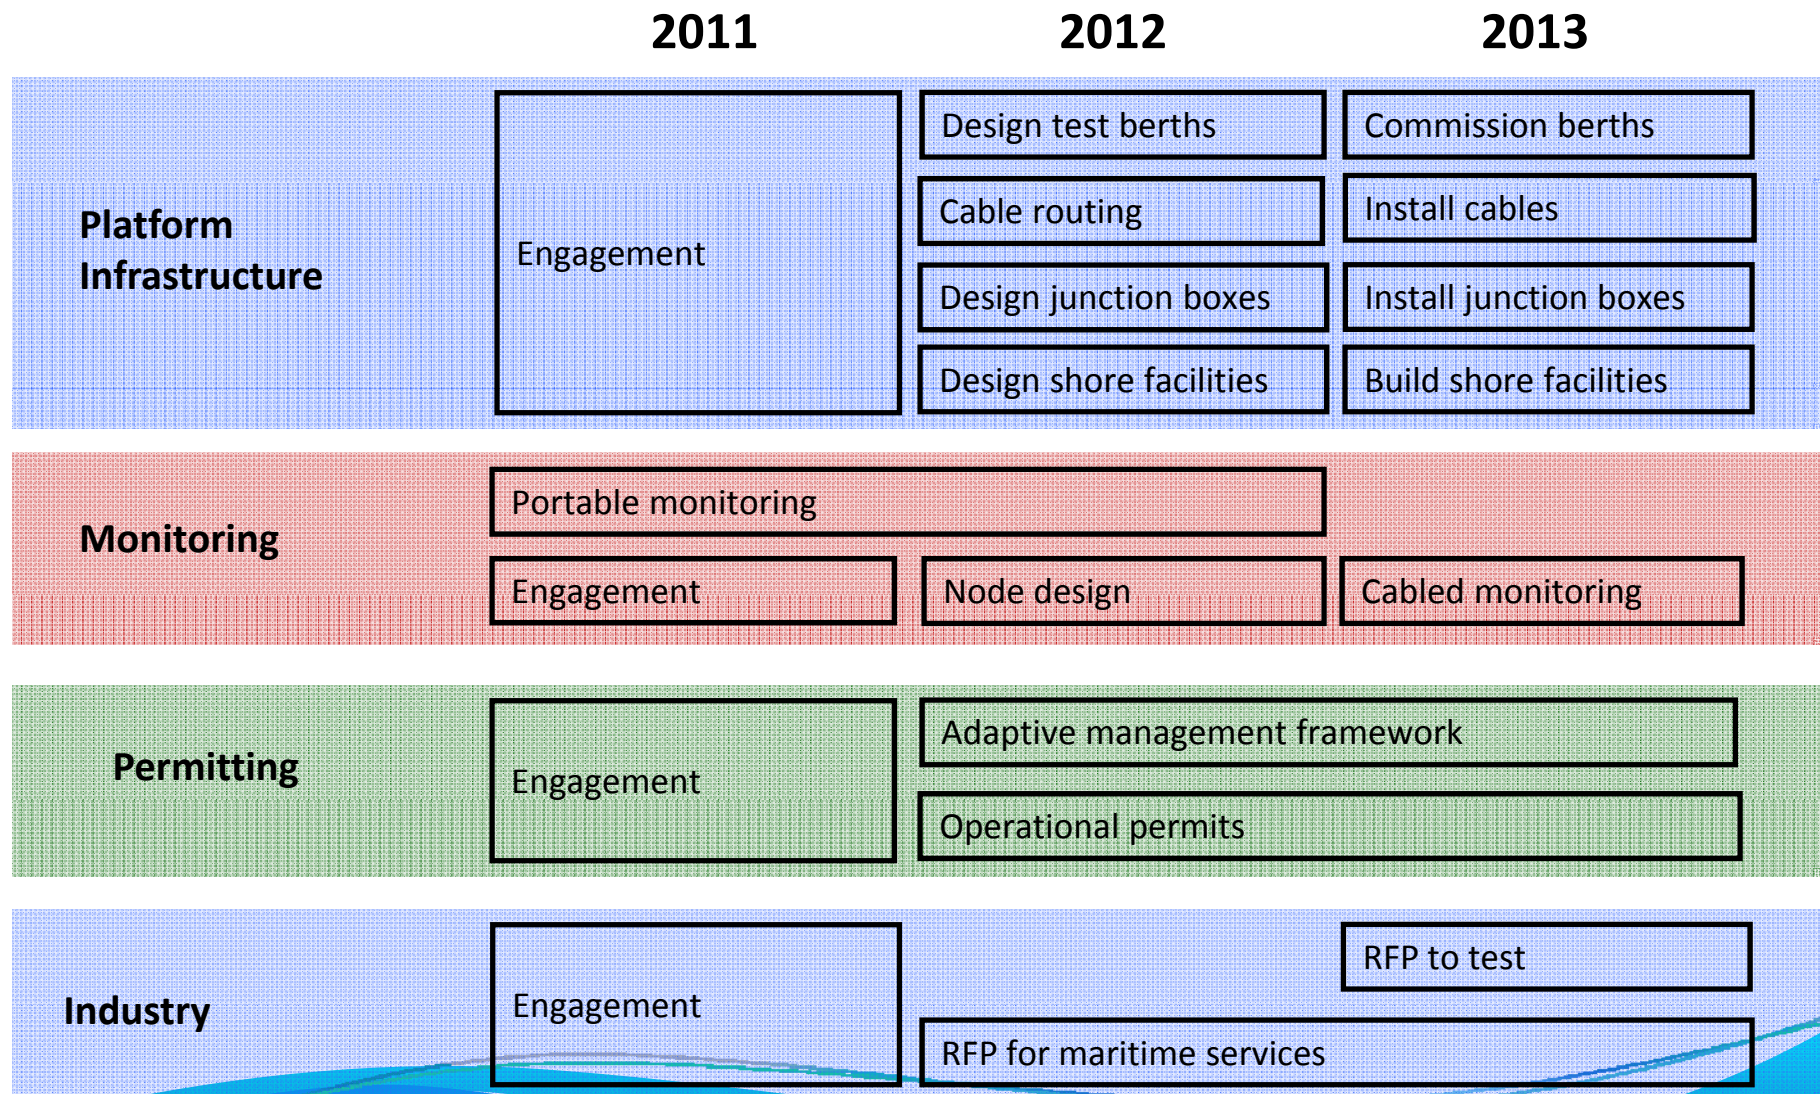 2011 2012 2013
Platform
Infrastructure
Engagement
Design test berths
Commission berths
Cable routing
Install cables
Design junction boxes
Install junction boxes
Design shore facilities
Build shore facilities
Monitoring
Portable monitoring
Engagement
Node design
Cabled monitoring
Permitting
Engagement
Adaptive management framework
Operational permits
Industry
Engagement
RFP to test
RFP for maritime services